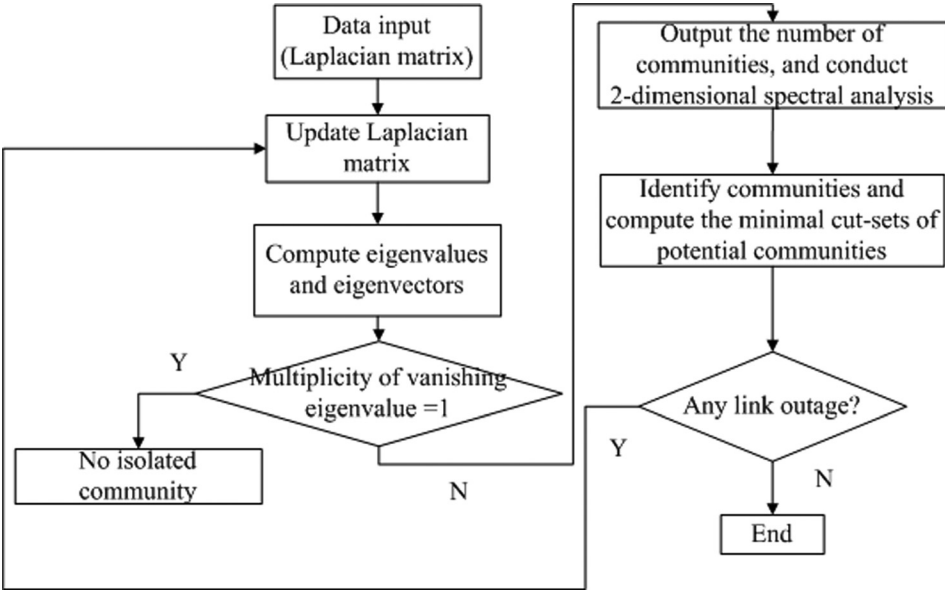 Data input
(Laplacian matrix)
Update Laplacian
matrix
Compute eigenvalues
and eigenvectors
Multiplicity of vanishing
eigenvalue =1
Y
No isolated
community
N
Output the number of
communities, and conduct
2-dimensional spectral analysis
Identify communities and
compute the minimal cut-sets of
potential communities
Any link outage?
Y
N
End